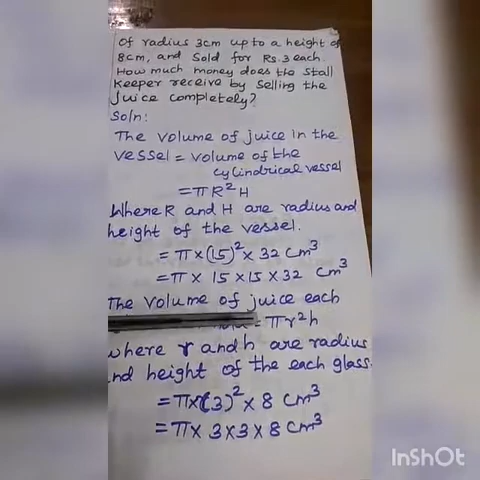 Of radius 3cm up to a height of
8cm, and Sold for Rs.3 each.
How much money does the stall
Keeper receive by selling the
juice completely?
Soln:
The volume of juice in the
vessel = volume of the
cylindrical vessel
= πR²H
Where R and H are radius and
height of the vessel.
= π × (15)² × 32 cm³
= π × 15 × 15 × 32 cm³
The volume of juice each
= πr²h
where r and h are radius
and height of the each glass.
= π × (3)² × 8 cm³
= π × 3 × 3 × 8 cm³
InShOt